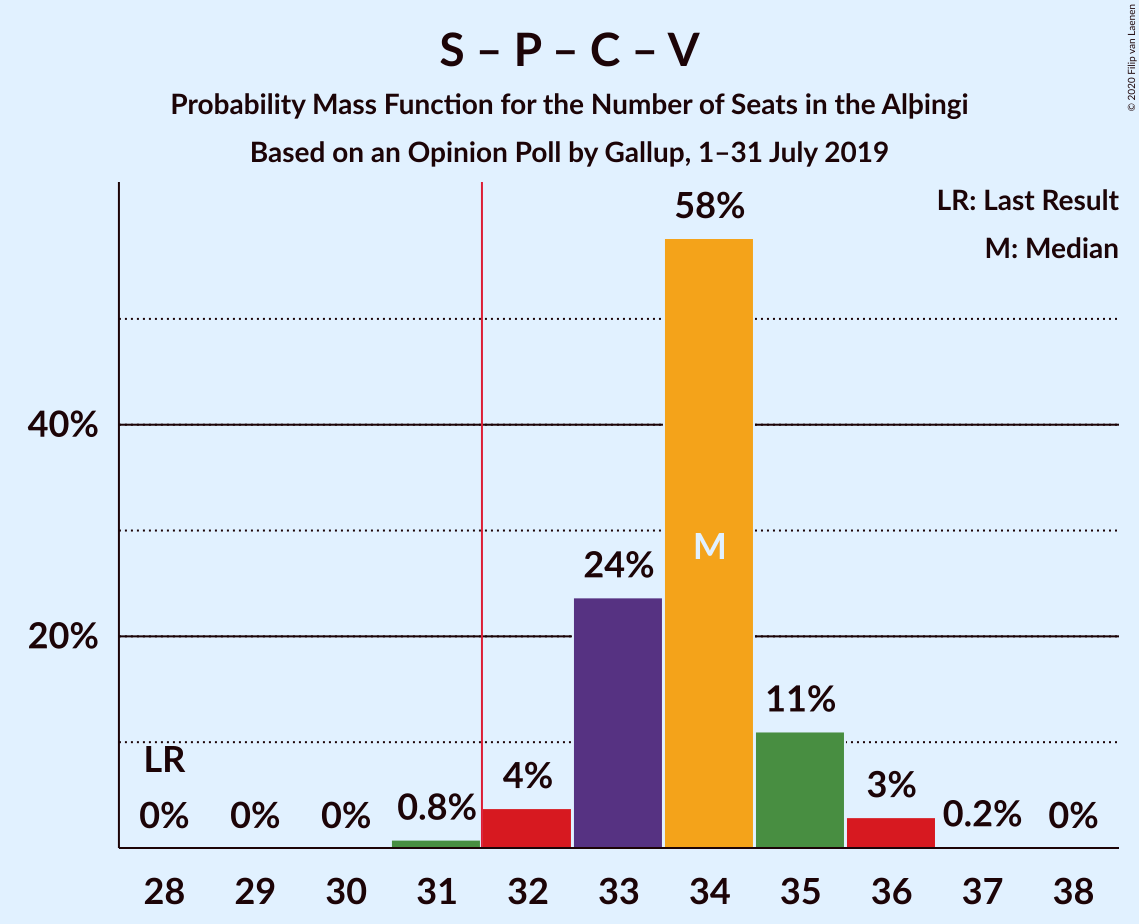 S – P – C – V
Probability Mass Function for the Number of Seats in the Alþingi
Based on an Opinion Poll by Gallup, 1–31 July 2019
© 2020 Filip van Laenen
LR: Last Result
M: Median
58%
40%
M
24%
20%
11%
LR
4%
3%
0%
0%
0%
0.8%
0.2%
0%
28 29 30 31 32 33 34 35 36 37 38